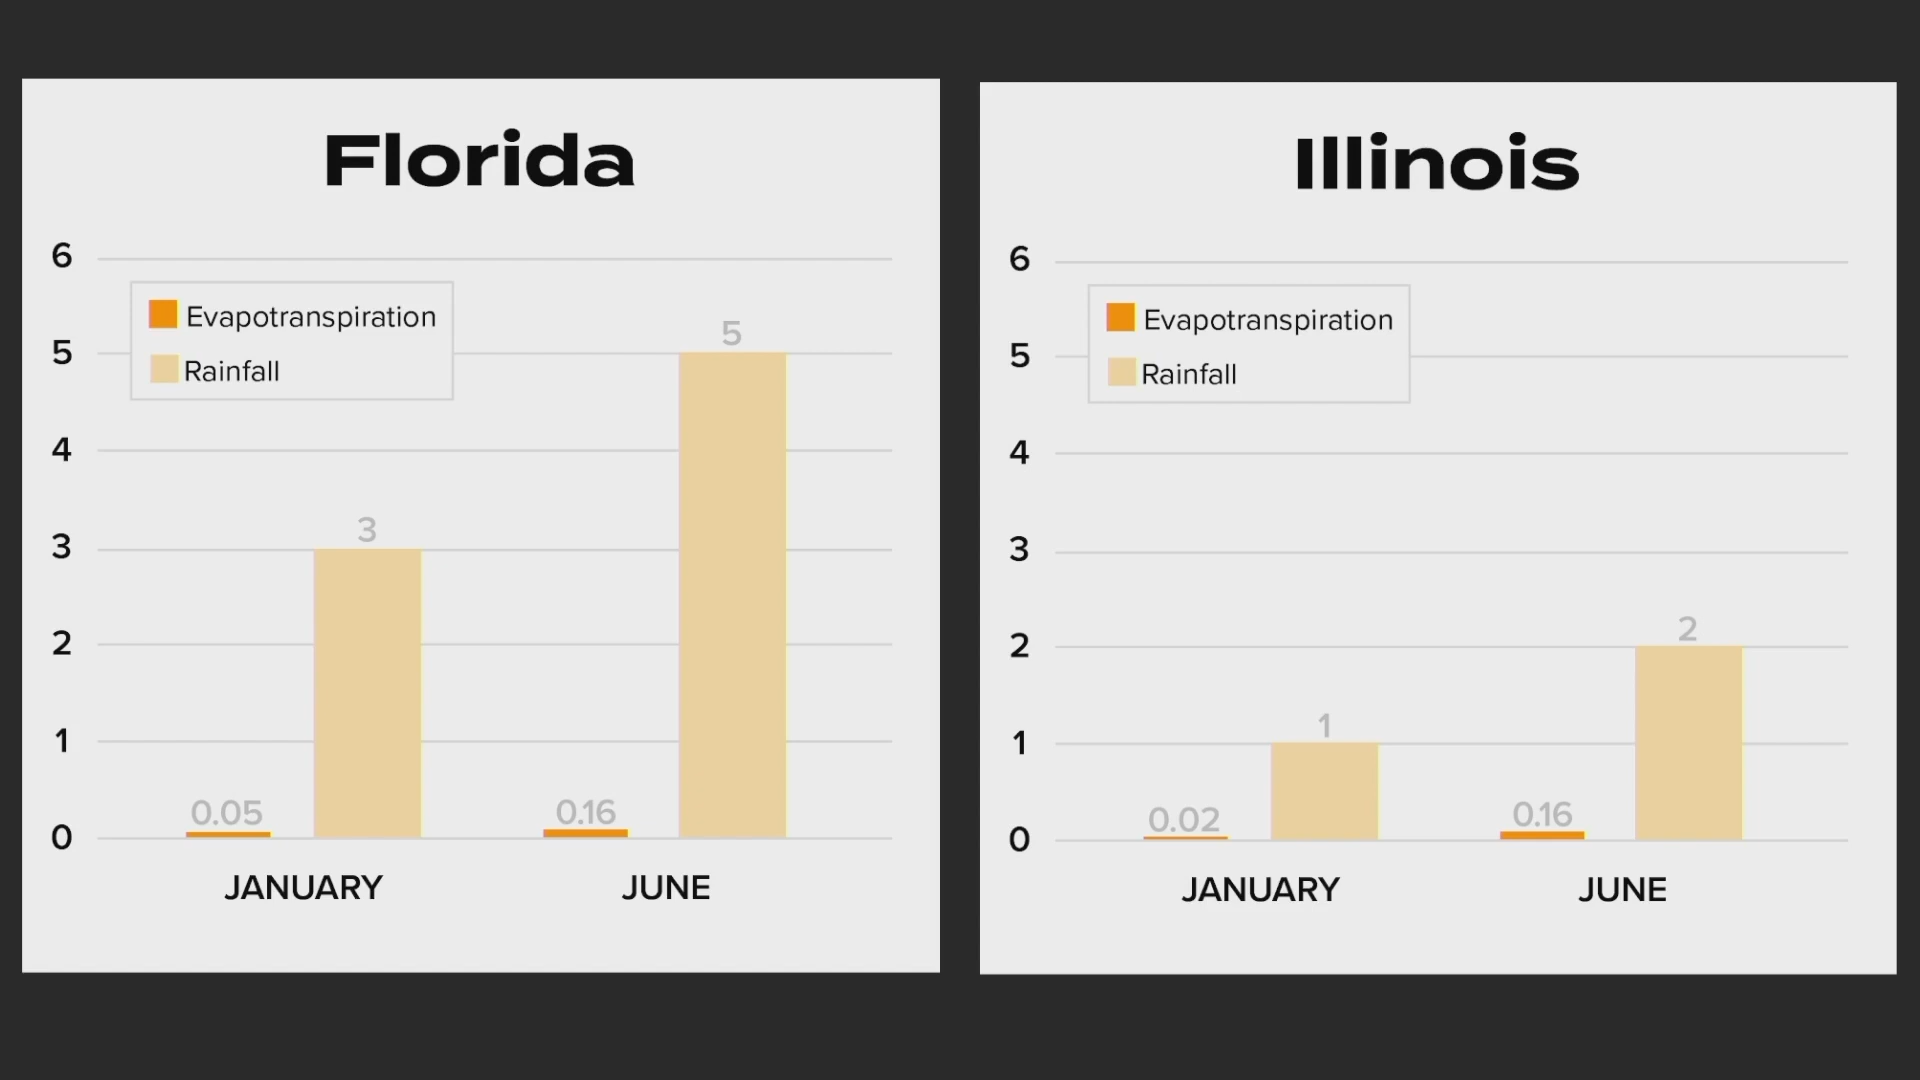 Florida
6
5
4
3
2
1
0
Evapotranspiration
Rainfall
0.05
3
0.16
5
JANUARY
JUNE
Illinois
6
5
4
3
2
1
0
Evapotranspiration
Rainfall
0.02
1
0.16
2
JANUARY
JUNE